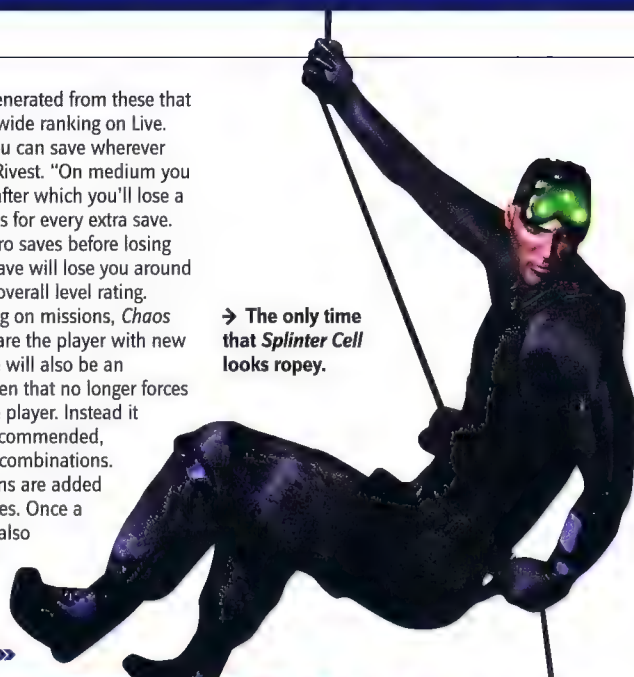 enerated from these that
wide ranking on Live.
u can save wherever
Rivest. "On medium you
after which you'll lose a
s for every extra save.
ro saves before losing
ave will lose you around
overall level rating.
g on missions, Chaos
are the player with new
e will also be an
en that no longer forces
e player. Instead it
commended,
combinations.
ns are added
es. Once a
also
→ The only time
that Splinter Cell
looks ropey.